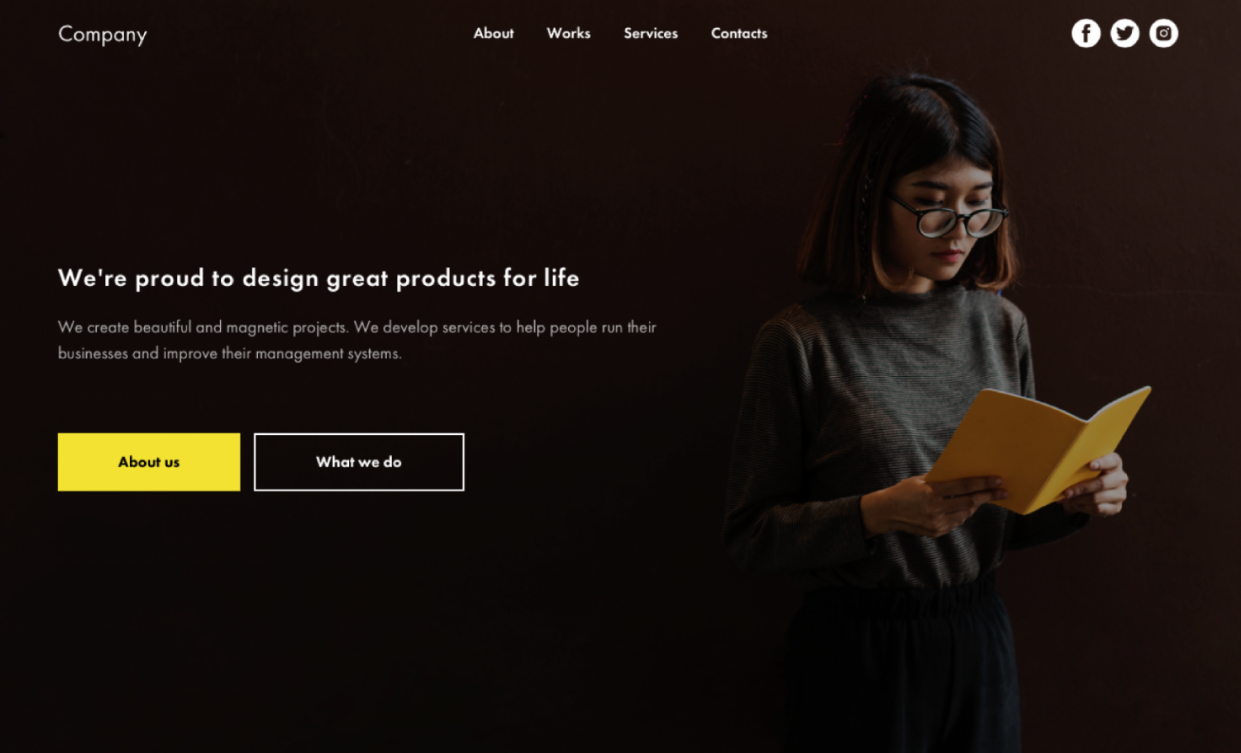 Company
About
Works
Services
Contacts
We're proud to design great products for life
We create beautiful and magnetic projects. We develop services to help people run their
businesses and improve their management systems.
About us
What we do